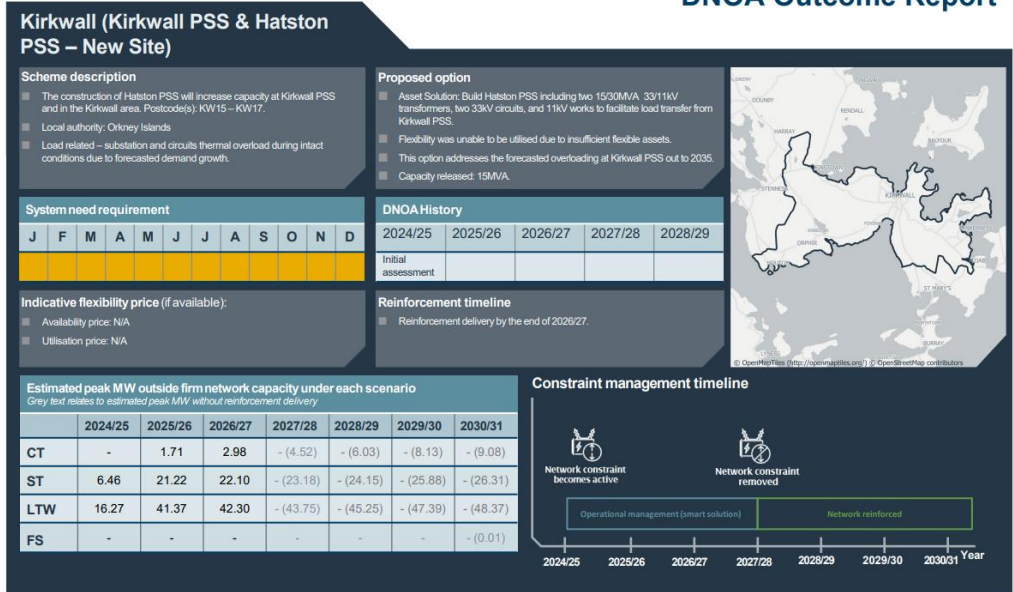 DNOA Outcome Report
Kirkwall (Kirkwall PSS & Hatston
PSS – New Site)
Scheme description
The construction of Hatston PSS will increase capacity at Kirkwall PSS
and in the Kirkwall area. Postcode(s): KW15 – KW17.
Local authority: Orkney Islands
Load related – substation and circuits thermal overload during intact
conditions due to forecasted demand growth.
Proposed option
Asset Solution: Build Hatston PSS including two 15/30MVA 33/11kV
transformers, two 33kV circuits, and 11kV works to facilitate load transfer from
Kirkwall PSS.
Flexibility was unable to be utilised due to insufficient flexible assets.
This option addresses the forecasted overloading at Kirkwall PSS out to 2035.
Capacity released: 15MVA.
System need requirement
J F M A M J J A S O N D
DNOA History
2024/25 2025/26 2026/27 2027/28 2028/29
Initial
assessment
Indicative flexibility price (if available):
Availability price: N/A
Utilisation price: N/A
Reinforcement timeline
Reinforcement delivery by the end of 2026/27.
DOUNBY
RENDALL
HARRAY
BALFOUR
STENNESS
KIRKWALL
ORPHIR
HOUTON
ST MARY'S
BURRAY
© OpenMapTiles (http://openmaptiles.org/) © OpenStreetMap contributors
Estimated peak MW outside firm network capacity under each scenario
Grey text relates to estimated peak MW without reinforcement delivery
2024/25 2025/26 2026/27 2027/28 2028/29 2029/30 2030/31
CT - 1.71 2.98 - (4.52) - (6.03) - (8.13) - (9.08)
ST 6.46 21.22 22.10 - (23.18) - (24.15) - (25.88) - (26.31)
LTW 16.27 41.37 42.30 - (43.75) - (45.25) - (47.39) - (48.37)
FS - - - - - - - (0.01)
Constraint management timeline
Network constraint
becomes active
Network constraint
removed
Operational management (smart solution)
Network reinforced
2024/25 2025/26 2026/27 2027/28 2028/29 2029/30 2030/31 Year